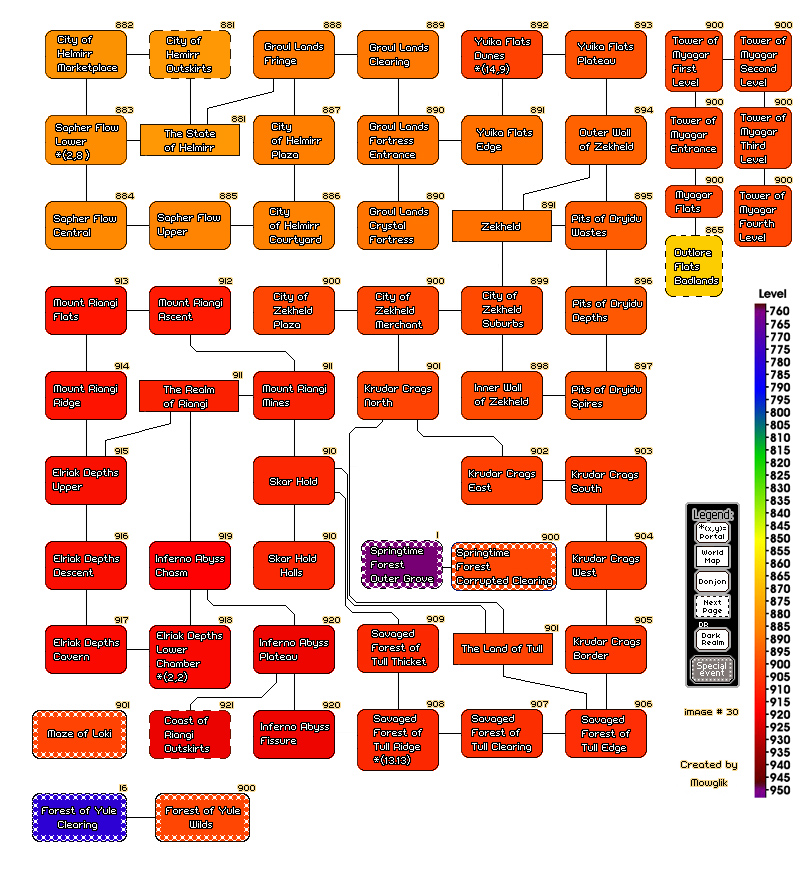 882
City of
Helmirr
Marketplace
881
City of
Hemirr
Outskirts
888
Groul Lands
Fringe
889
Groul Lands
Clearing
892
Yuika Flats
Dunes
*(14,9)
893
Yuika Flats
Plateau
900
Tower of
Myagar
First
Level
900
Tower of
Myagar
Second
Level
883
Sapher Flow
Lower
*(2,8)
881
The State
of Helmirr
887
City
of Helmirr
Plaza
890
Groul Lands
Fortress
Entrance
891
Yuika Flats
Edge
894
Outer Wall
of Zekheld
900
Tower of
Myagar
Entrance
900
Tower of
Myagar
Third
Level
884
Sapher Flow
Central
885
Sapher Flow
Upper
886
City
of Helmirr
Courtyard
890
Groul Lands
Crystal
Fortress
891
Zekheld
895
Pits of Dryidu
Wastes
900
Myagar
Flats
900
Tower of
Myagar
Fourth
Level
865
Outlore
Flats
Badlands
913
Mount Riangi
Flats
912
Mount Riangi
Ascent
900
City of
Zekheld
Plaza
900
City of
Zekheld
Merchant
899
City of
Zekheld
Suburbs
896
Pits of Dryidu
Depths
914
Mount Riangi
Ridge
911
The Realm
of Riangi
911
Mount Riangi
Mines
901
Krudar Crags
North
898
Inner Wall
of Zekheld
897
Pits of Dryidu
Spires
915
Elriak Depths
Upper
910
Skar Hold
902
Krudar Crags
East
903
Krudar Crags
South
916
Elriak Depths
Descent
919
Inferno Abyss
Chasm
910
Skar Hold
Halls
1
Springtime
Forest
Outer Grove
900
Springtime
Forest
Corrupted Clearing
904
Krudar Crags
West
917
Elriak Depths
Cavern
918
Elriak Depths
Lower
Chamber
*(2,2)
920
Inferno Abyss
Plateau
909
Savaged
Forest of
Tull Thicket
901
The Land of Tull
905
Krudar Crags
Border
901
Maze of Loki
921
Coast of
Riangi
Outskirts
920
Inferno Abyss
Fissure
908
Savaged
Forest of
Tull Ridge
*(13,13)
907
Savaged
Forest of
Tull Clearing
906
Savaged
Forest of
Tull Edge
16
Forest of Yule
Clearing
900
Forest of Yule
Wilds
Level
760
765
770
775
780
785
790
795
800
805
810
815
820
825
830
835
840
845
850
855
860
865
870
875
880
885
890
895
900
905
910
915
920
925
930
935
940
945
950
Legend:
*(x,y)=
Portal
World
Map
Donjon
Next
Page
OR
Dark
Realm
Special
event
image # 30
Created by
Mowglik